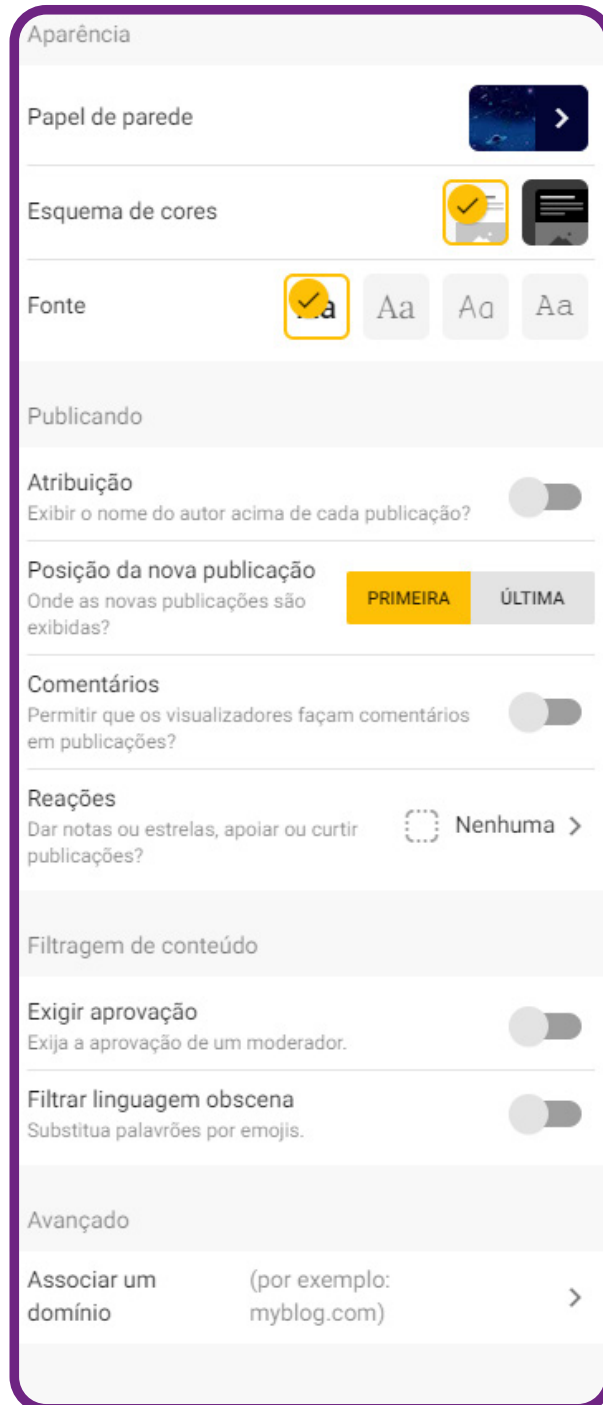 Aparência
Papel de parede
Esquema de cores
Fonte
Aa Aa Aa
Publicando
Atribuição
Exibir o nome do autor acima de cada publicação?
Posição da nova publicação
Onde as novas publicações são
exibidas?
PRIMEIRA ÚLTIMA
Comentários
Permitir que os visualizadores façam comentários
em publicações?
Reações
Dar notas ou estrelas, apoiar ou curtir
publicações?
Nenhuma
Filtragem de conteúdo
Exigir aprovação
Exija a aprovação de um moderador.
Filtrar linguagem obscena
Substitua palavrões por emojis.
Avançado
Associar um
domínio
(por exemplo:
myblog.com)